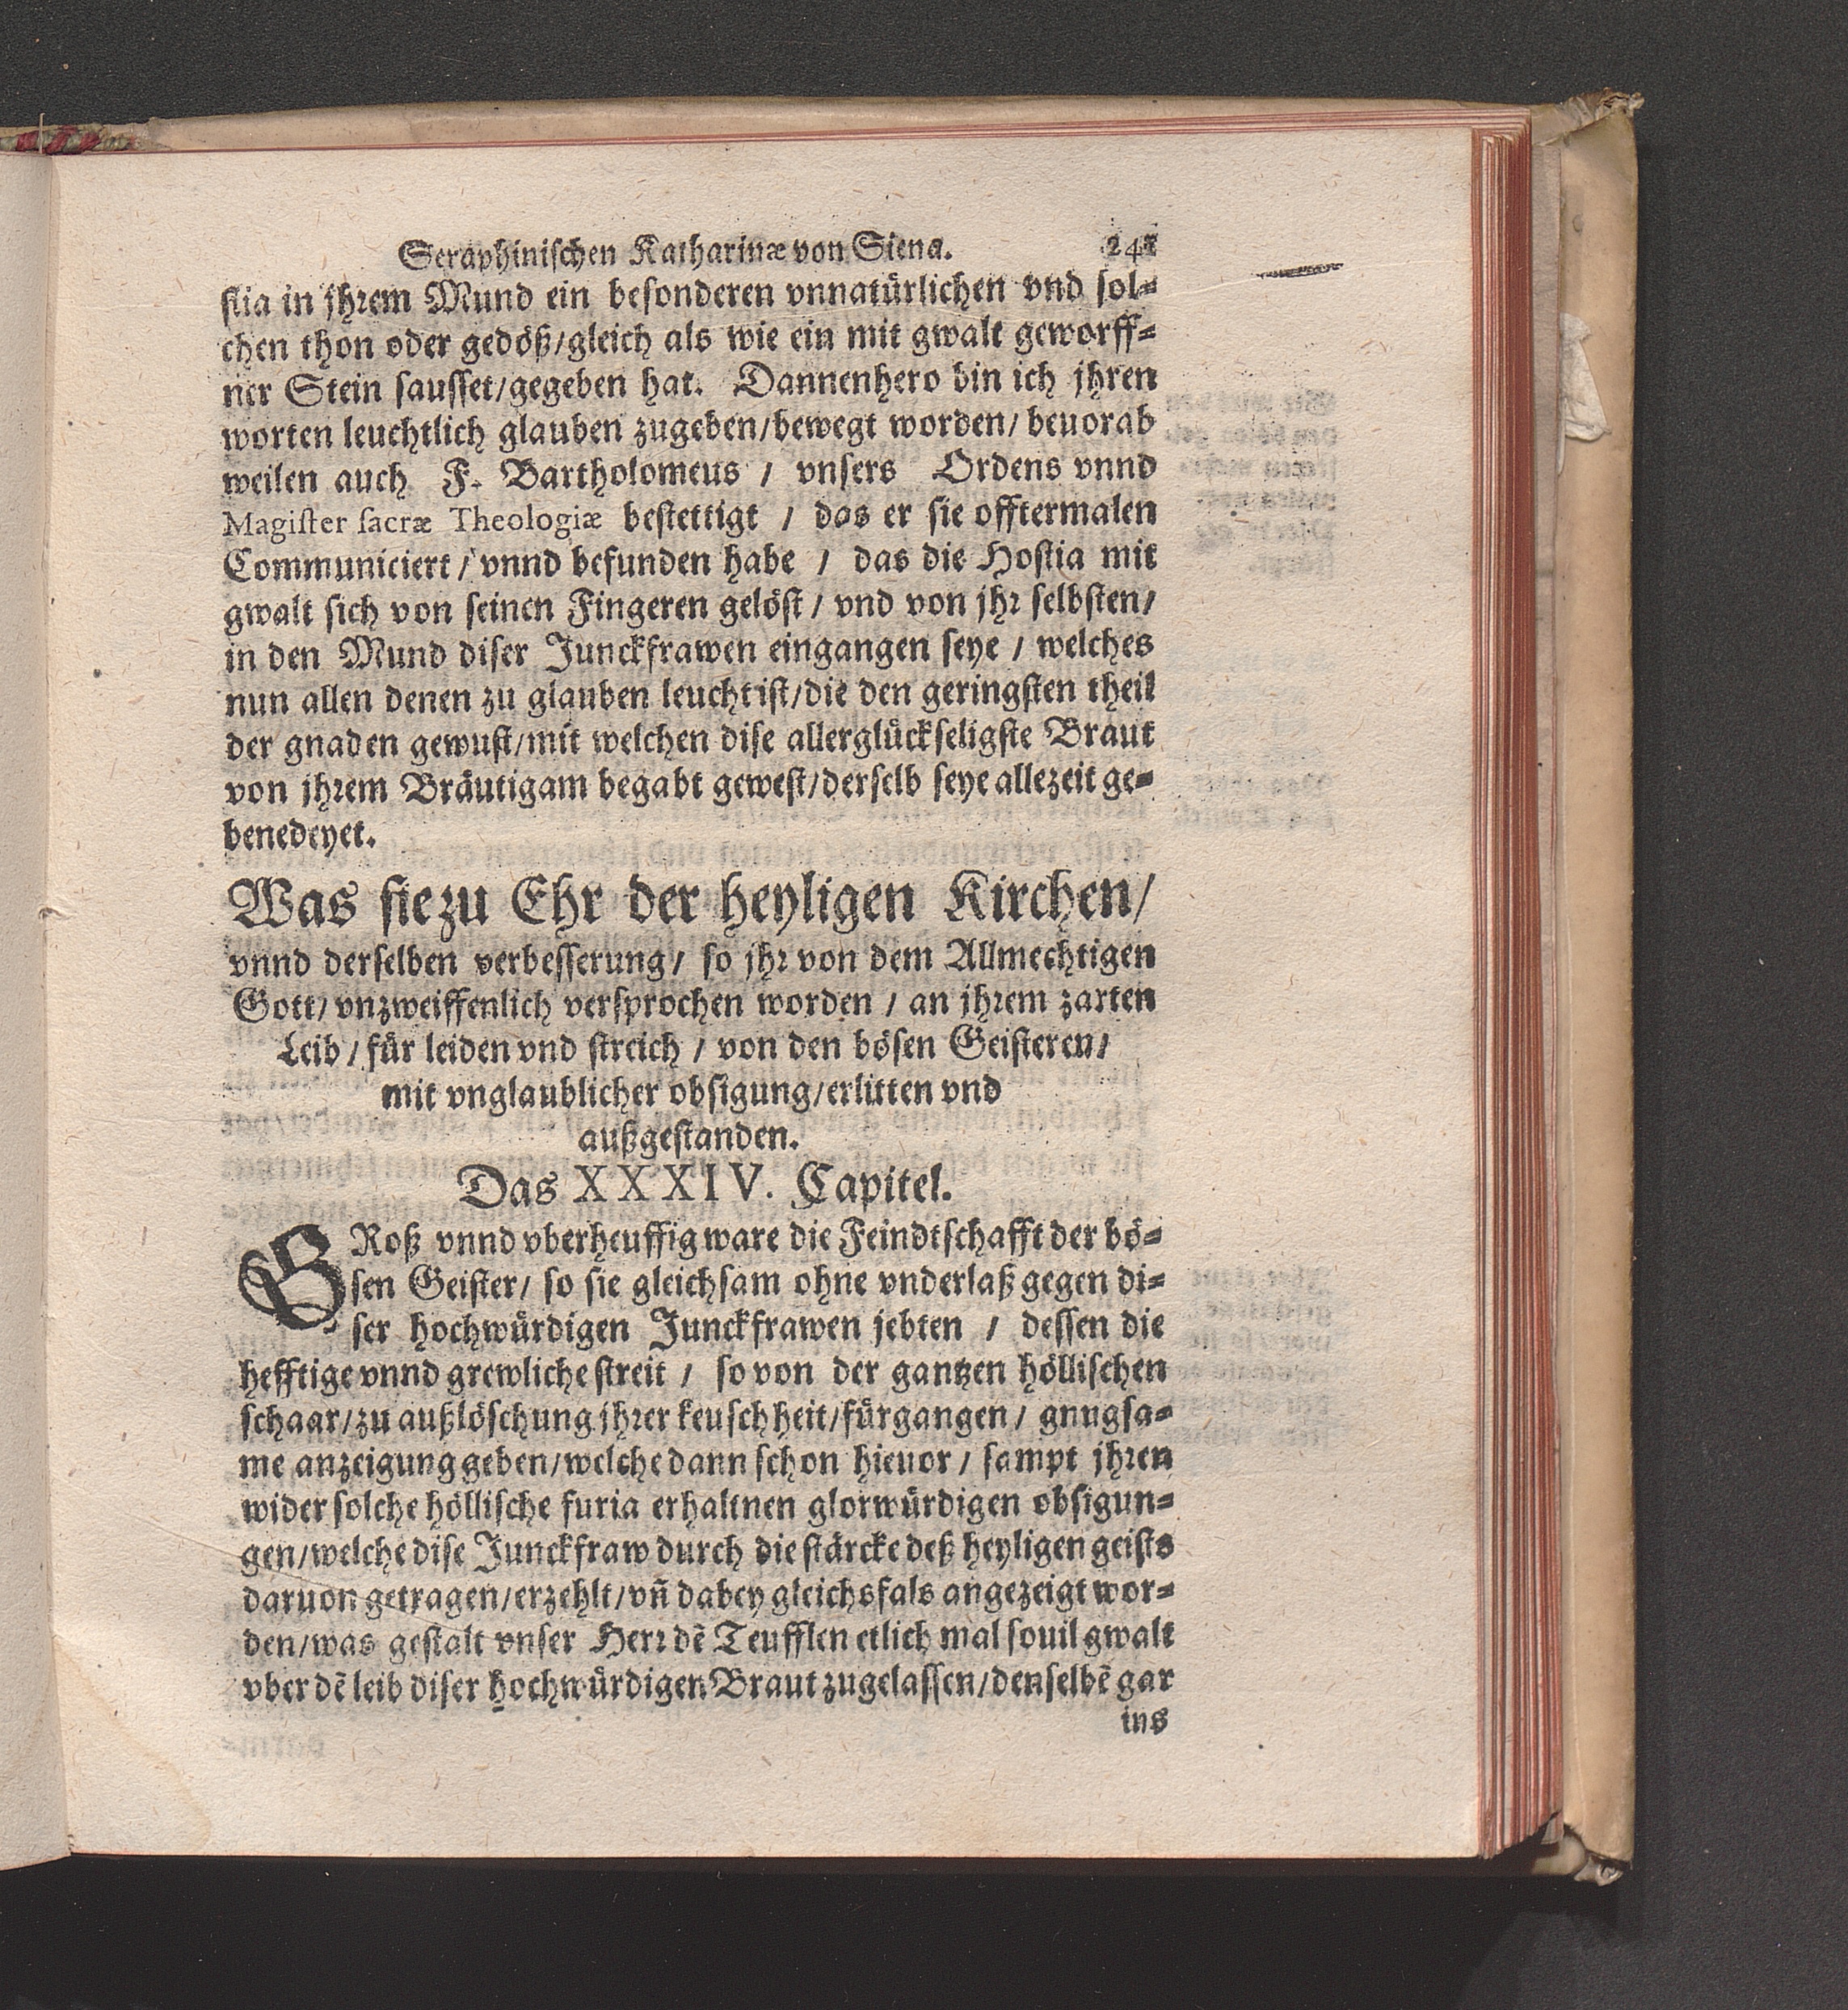 Seraphinischen Katharinæ von Siena. 241
stia in jhrem Mund ein besonderen vnnatürlichen vnd sol-
chen thon oder gedöß/gleich als wie ein mit gwalt geworff-
ner Stein sausset/gegeben hat. Dannenhero bin ich jhren
worten leuchtlich glauben zugeben/bewegt worden/ beuorab
weilen auch F. Bartholomeus / vnsers Ordens vnnd
Magister sacræ Theologiæ bestettigt / das er sie offtermalen
Communiciert / vnnd befunden habe / das die Hostia mit
gwalt sich von seinen Fingeren gelöst / vnd von jhr selbsten/
in den Mund diser Junckfrawen eingangen seye / welches
nun allen denen zu glauben leucht ist/die den geringsten theil
der gnaden gewust/mit welchen dise allerglückseligste Braut
von jhrem Bräutigam begabt gewest/derselb seye allezeit ge-
benedeyet.
Was sie zu Ehr der heyligen Kirchen/
vnnd derselben verbesserung/ so jhr von dem Allmechtigen
Gott/ vnzweiffenlich versprochen worden / an jhrem zarten
Leib / für leiden vnd streich / von den bösen Geisteren/
mit vnglaublicher obsigung/erlitten vnd
außgestanden.
Das XXXIV. Capitel.
GRoß vnnd vberheuffig ware die Feindtschafft der bö-
sen Geister/ so sie gleichsam ohne vnderlaß gegen di-
ser hochwürdigen Junckfrawen jebten / dessen die
hefftige vnnd grewliche streit / so von der gantzen höllischen
schaar/zu außlöschung jhrer keuschheit/fürgangen / gnugsa-
me anzeigung geben/welche dann schon hieuor / sampt jhren
wider solche höllische furia erhaltnen glorwürdigen obsigun-
gen/welche dise Junckfraw durch die stärcke deß heyligen geists
daruon getragen/erzehlt/vñ dabey gleichsfals angezeigt wor-
den/was gestalt vnser Herr dē Teufflen etlich mal souil gwalt
vber dē leib diser hochwürdigen Braut zugelassen/denselbē gar
ins